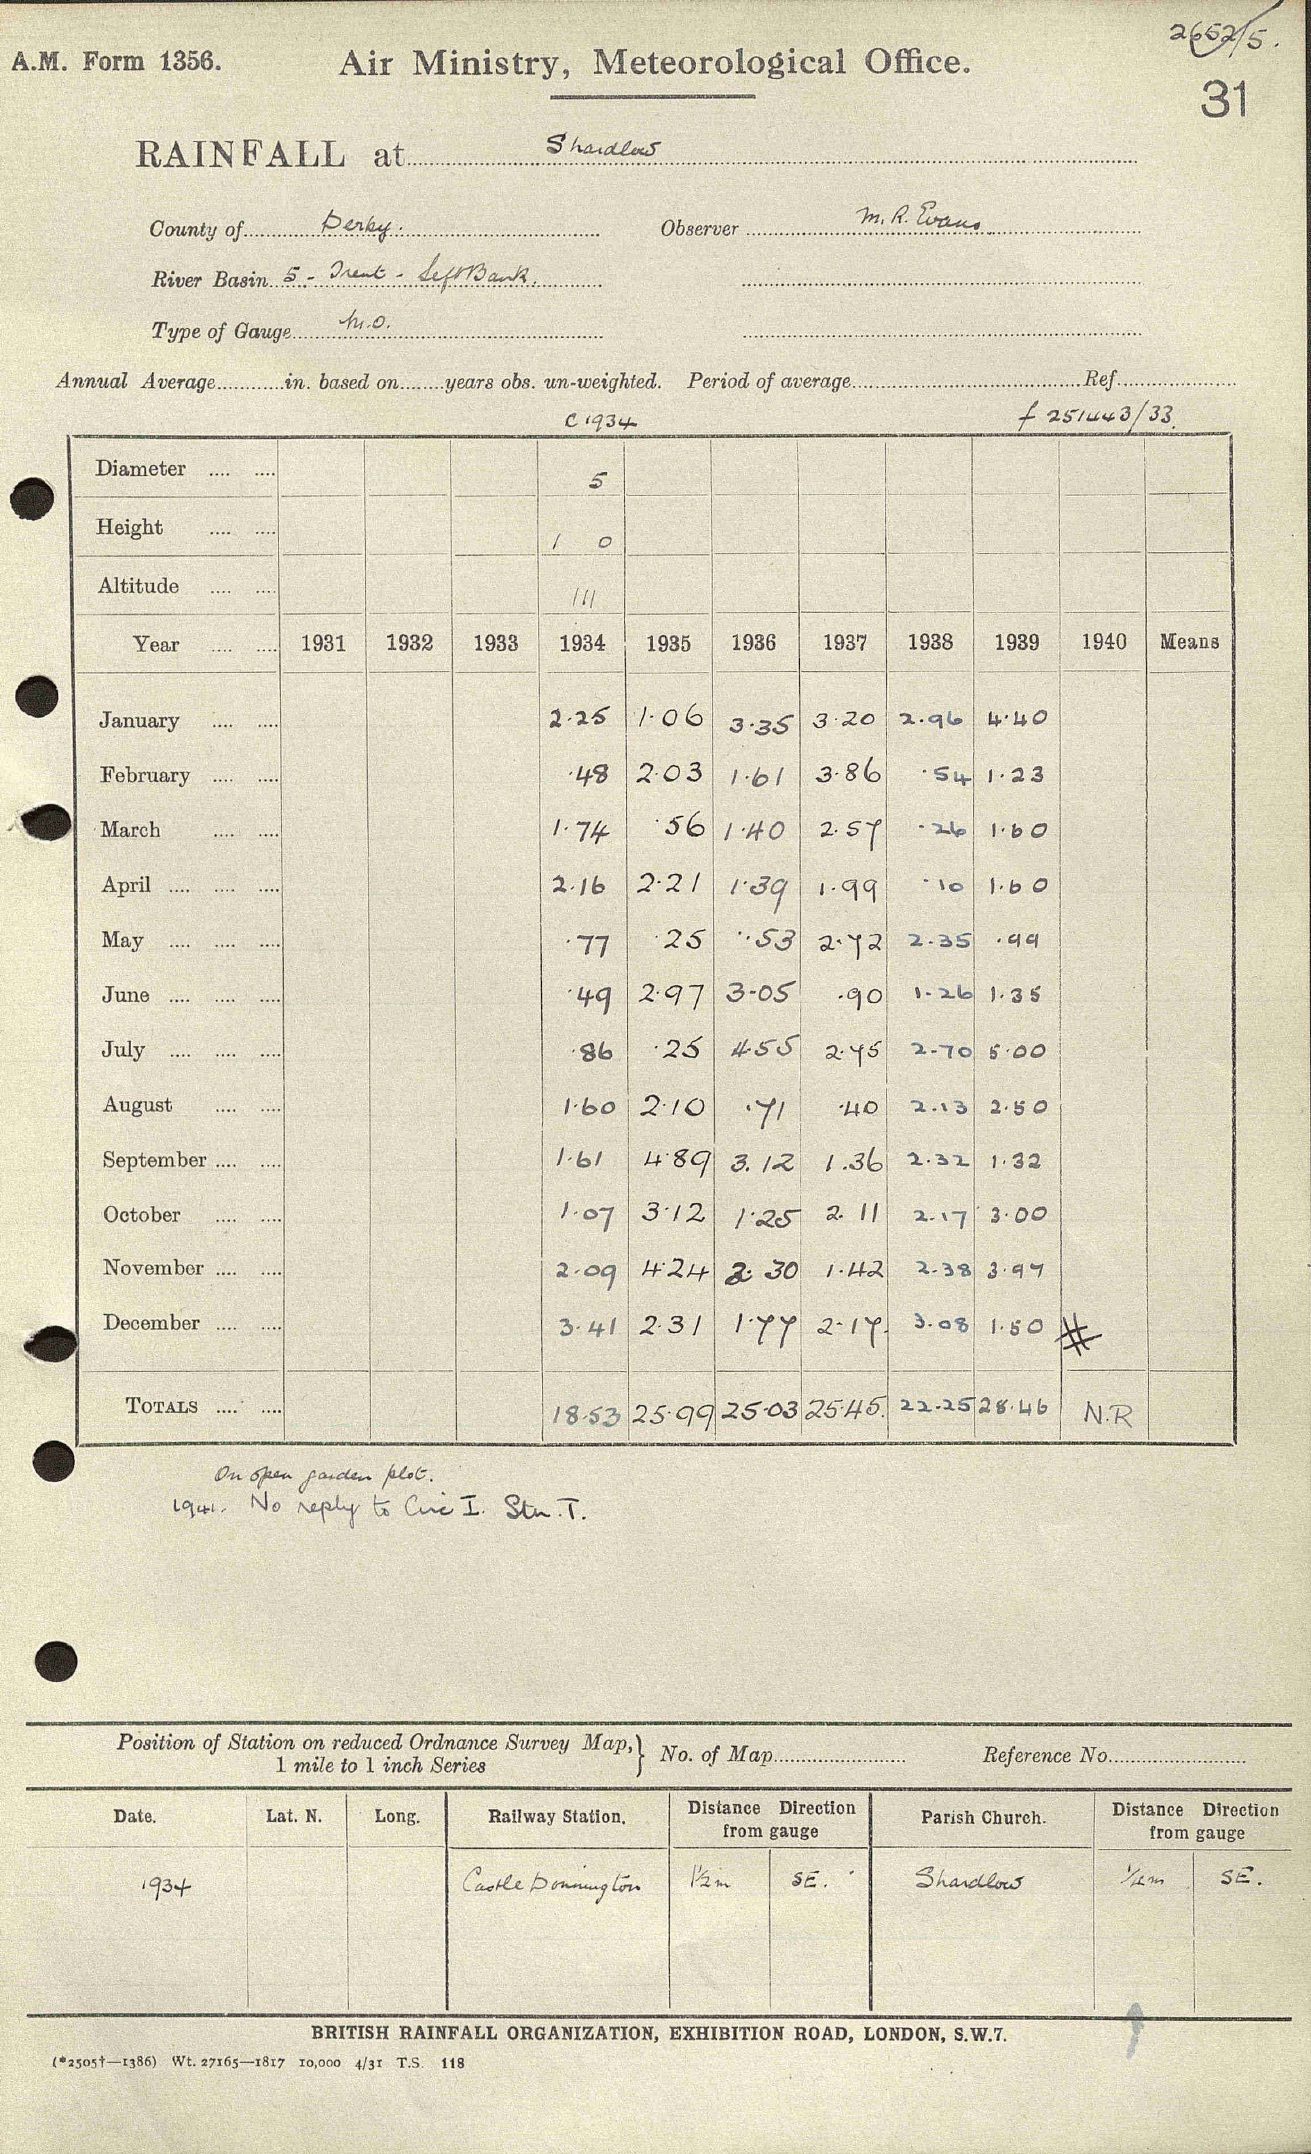 2652/5.
A.M. Form 1356. Air Ministry, Meteorological Office.
31
RAINFALL at Shardlow
County of Derby. Observer M. R. Evans
River Basin 5 - Trent - Left Bank.
Type of Gauge M.O.
Annual Average in. based on years obs. un-weighted. Period of average Ref
c 1934 f 251443/33.
Diameter .... .... 5
Height .... .... 1 0
Altitude .... .... 111
Year .... .... 1931 1932 1933 1934 1935 1936 1937 1938 1939 1940 Means
January .... .... 2.25 1.06 3.35 3.20 2.96 4.40
February .... .... .48 2.03 1.61 3.86 .54 1.23
March .... .... 1.74 .56 1.40 2.57 .26 1.60
April .... .... .... 2.16 2.21 1.39 1.99 .10 1.60
May .... .... .... .77 .25 .53 2.72 2.35 .99
June .... .... .... .49 2.97 3.05 .90 1.26 1.35
July .... .... .... .86 .25 4.55 2.75 2.70 5.00
August .... .... 1.60 2.10 .71 .40 2.13 2.50
September .... .... 1.61 4.89 3.12 1.36 2.32 1.32
October .... .... 1.07 3.12 1.25 2.11 2.17 3.00
November .... .... 2.09 4.24 2.30 1.42 2.38 3.97
December .... .... 3.41 2.31 1.77 2.17 3.08 1.50 #
TOTALS .... .... 18.53 25.99 25.03 25.45. 22.25 28.46 N.R
On open garden plot.
1941. No reply to Circ I. Stn. T.
Position of Station on reduced Ordnance Survey Map, } No. of Map Reference No.
1 mile to 1 inch Series
Date. Lat. N. Long. Railway Station. Distance Direction from gauge Parish Church. Distance Direction from gauge
1934 Castle Donnington 1½m SE. Shardlow ¼m SE.
BRITISH RAINFALL ORGANIZATION, EXHIBITION ROAD, LONDON, S.W.7.
(*2505†—1386) Wt. 27165—1817 10,000 4/31 T.S. 118